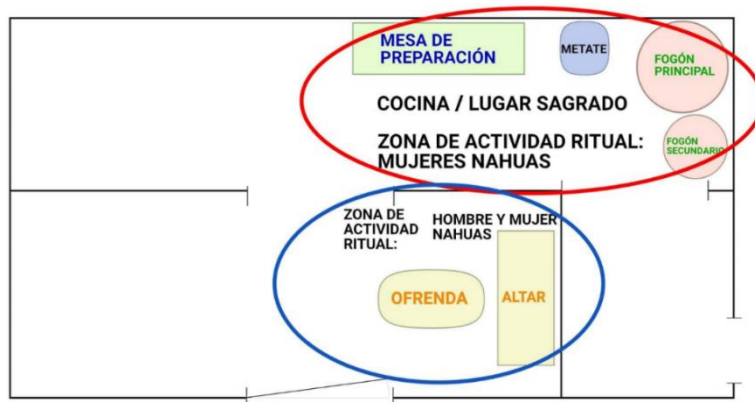 MESA DE
PREPARACIÓN
METATE
FOGÓN
PRINCIPAL
COCINA / LUGAR SAGRADO
ZONA DE ACTIVIDAD RITUAL:
MUJERES NAHUAS
FOGÓN
SECUNDARIO
ZONA DE
ACTIVIDAD
RITUAL:
HOMBRE Y MUJER
NAHUAS
OFRENDA
ALTAR